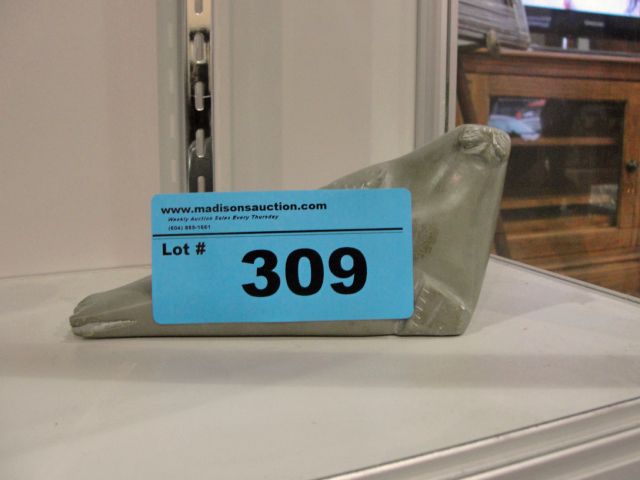 www.madisonsauction.com
Weekly Auction Sales Every Thursday
Lot #
309